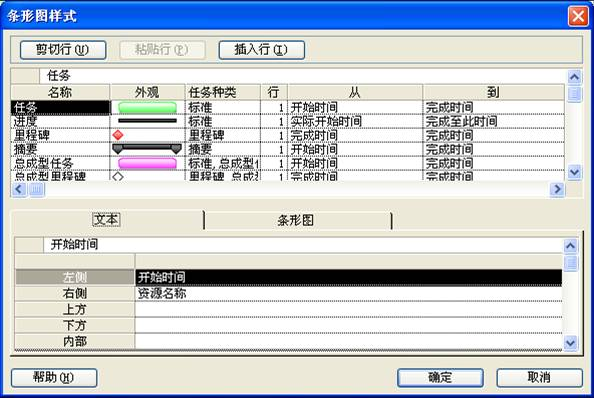 条形图样式
剪切行(U) 粘贴行(P) 插入行(I)
任务
名称 外观 任务种类 行 从 到
任务 标准 1 开始时间 完成时间
进度 标准 1 实际开始时间 完成至此时间
里程碑 里程碑 1 完成时间 完成时间
摘要 摘要 1 开始时间 完成时间
总成型任务 标准,总成型 1 开始时间 完成时间
总成型里程碑 里程碑,总成 1 完成时间 完成时间
文本 条形图
开始时间
左侧 开始时间
右侧 资源名称
上方
下方
内部
帮助(H) 确定 取消